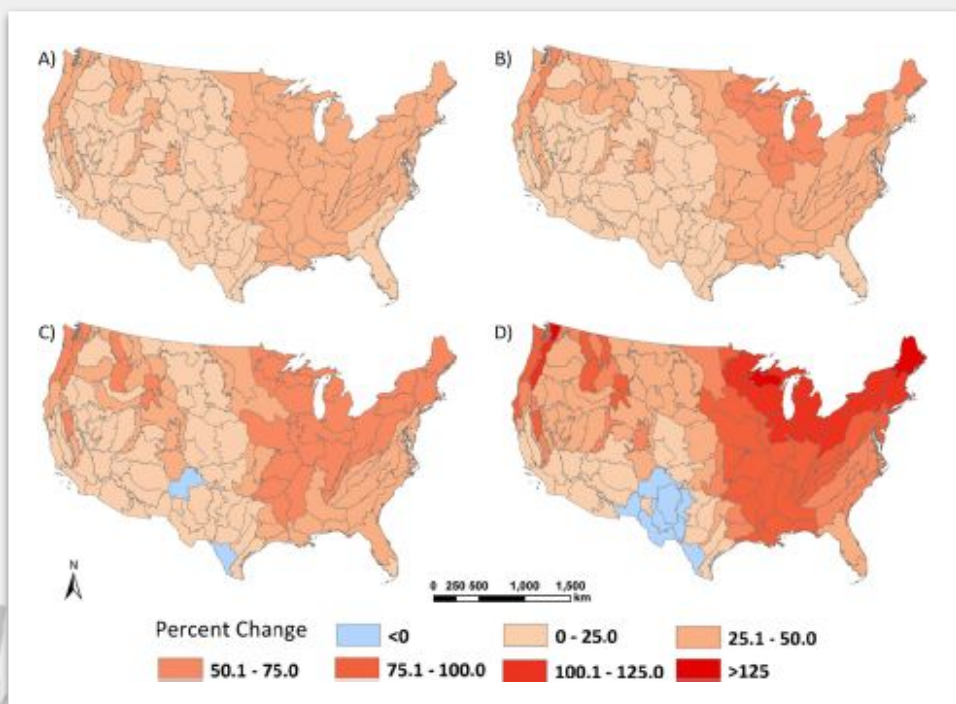 A)
B)
C)
D)
N
0 250 500 1,000 1,500
km
Percent Change
<0
0 - 25.0
25.1 - 50.0
50.1 - 75.0
75.1 - 100.0
100.1 - 125.0
>125